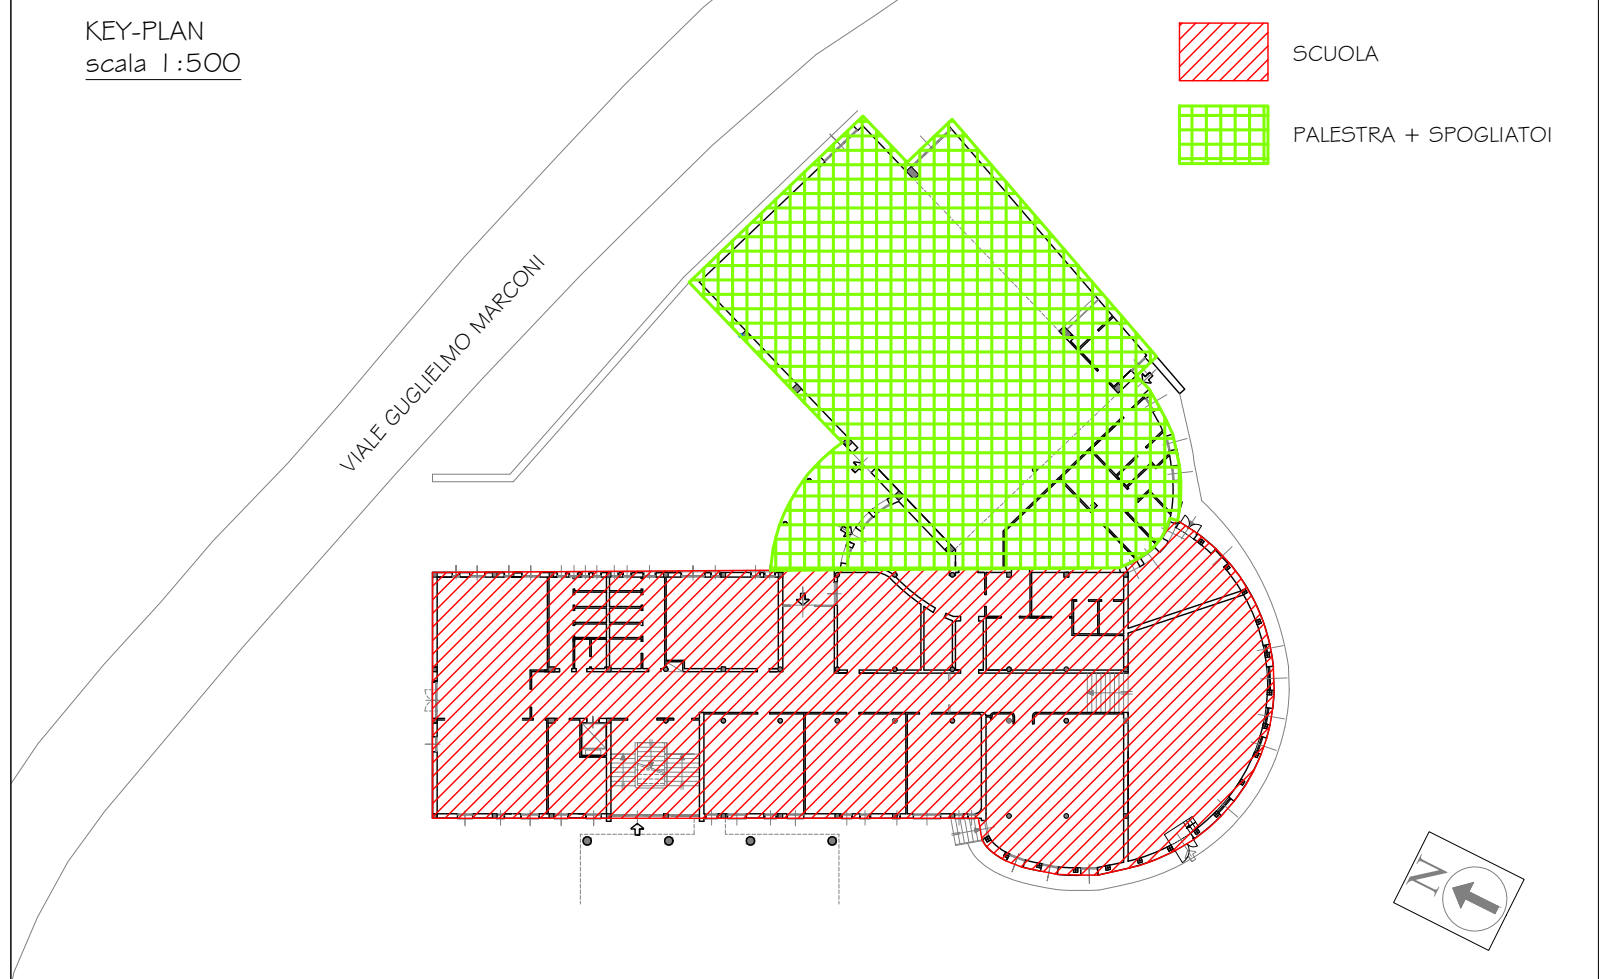 KEY-PLAN
scala 1:500
SCUOLA
PALESTRA + SPOGLIATOI
VIALE GUGLIELMO MARCONI
N